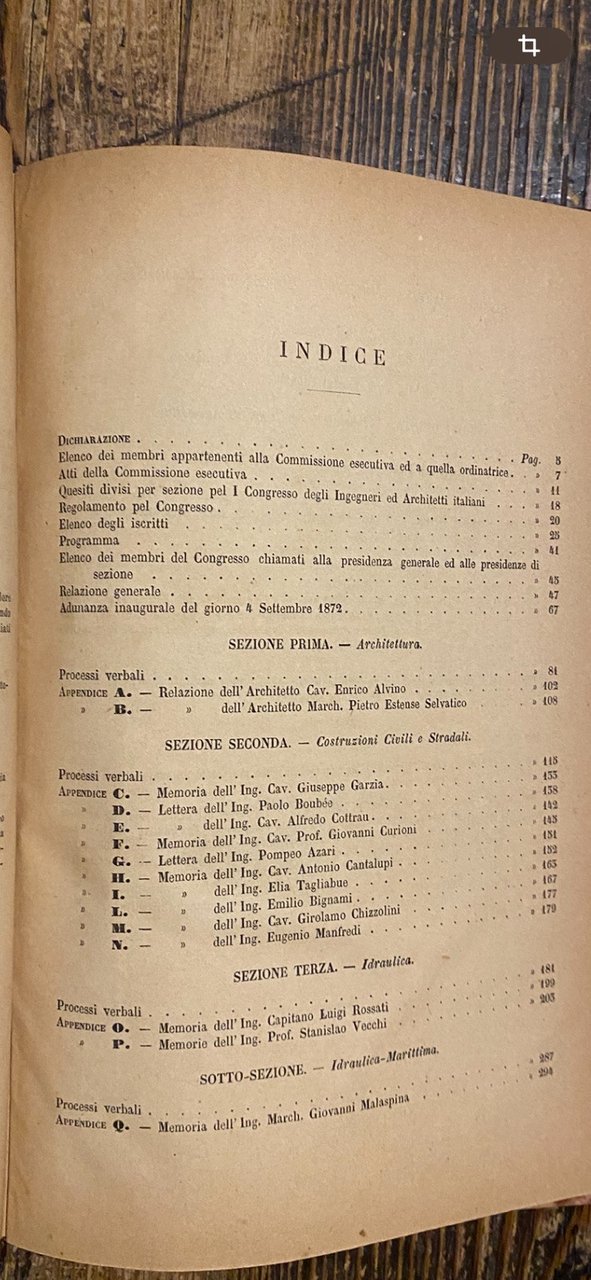 INDICE
DICHIARAZIONE . . . . . . . . . . Pag. 5
Elenco dei membri appartenenti alla Commissione esecutiva ed a quella ordinatrice. . » 7
Atti della Commissione esecutiva . . . . . . . . . . » 11
Quesiti divisi per sezione pel I Congresso degli Ingegneri ed Architetti italiani . . . » 18
Regolamento pel Congresso . . . . . . . . . . » 20
Elenco degli iscritti . . . . . . . . . . » 25
Programma . . . . . . . . . . » 41
Elenco dei membri del Congresso chiamati alla presidenza generale ed alle presidenze di
sezione . . . . . . . . . . » 45
Relazione generale . . . . . . . . . . » 47
Adunanza inaugurale del giorno 4 Settembre 1872. . . . . . . . . . » 67
SEZIONE PRIMA. — Architettura.
Processi verbali . . . . . . . . . . » 81
APPENDICE A. — Relazione dell'Architetto Cav. Enrico Alvino . . . . . . . » 102
» B. — » dell'Architetto March. Pietro Estense Selvatico . . . » 108
SEZIONE SECONDA. — Costruzioni Civili e Stradali.
Processi verbali . . . . . . . . . . » 115
APPENDICE C. — Memoria dell'Ing. Cav. Giuseppe Garzia. . . . . . . . » 133
» D. — Lettera dell'Ing. Paolo Boubée . . . . . . . . » 138
» E. — » dell'Ing. Cav. Alfredo Cottrau. . . . . . . . » 142
» F. — Memoria dell'Ing. Cav. Prof. Giovanni Curioni . . . . . . » 145
» G. — Lettera dell'Ing. Pompeo Azari . . . . . . . . » 151
» H. — Memoria dell'Ing. Cav. Antonio Cantalupi . . . . . . . » 152
» I. — » dell'Ing. Elia Tagliabue . . . . . . . . » 163
» L. — » dell'Ing. Emilio Bignami . . . . . . . . » 167
» M. — » dell'Ing. Cav. Girolamo Chizzolini . . . . . . . » 177
» N. — » dell'Ing. Eugenio Manfredi . . . . . . . . » 179
SEZIONE TERZA. — Idraulica.
Processi verbali . . . . . . . . . . » 181
APPENDICE O. — Memoria dell'Ing. Capitano Luigi Rossati . . . . . . . » 199
» P. — Memorie dell'Ing. Prof. Stanislao Vecchi . . . . . . . » 203
SOTTO-SEZIONE. — Idraulica-Marittima.
Processi verbali . . . . . . . . . . » 287
APPENDICE Q. — Memoria dell'Ing. March. Giovanni Malaspina . . . . . . » 294